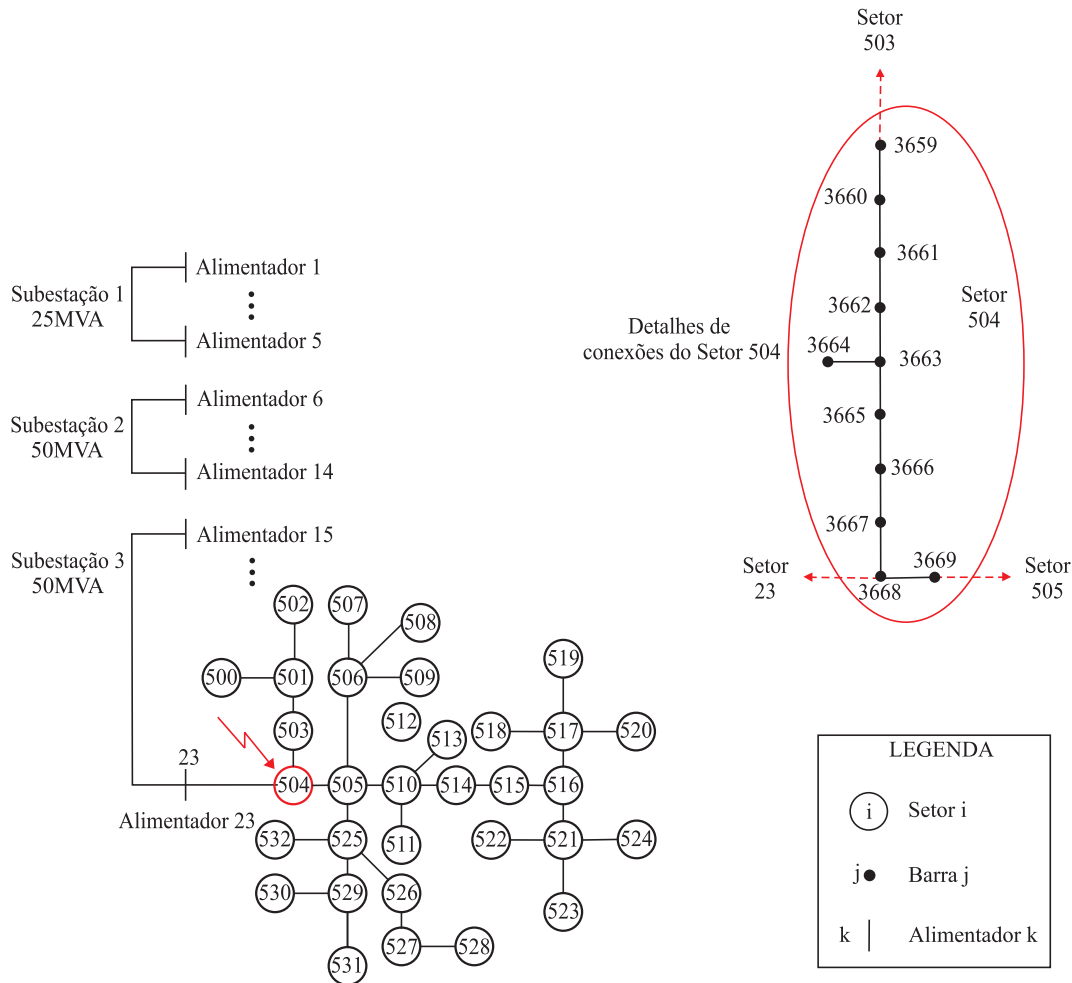 Setor
503
3659
3660
3661
3662
Setor
504
Detalhes de
conexões do Setor 504
3664
3663
3665
3666
3667
3669
Setor
23
3668
Setor
505
Subestação 1
25MVA
Alimentador 1
Alimentador 5
Subestação 2
50MVA
Alimentador 6
Alimentador 14
Subestação 3
50MVA
Alimentador 15
502
507
508
519
500
501
506
509
512
503
513
518
517
520
23
504
505
510
514
515
516
Alimentador 23
532
525
511
522
521
524
530
529
526
523
527
528
531
LEGENDA
i
Setor i
j
Barra j
k
Alimentador k